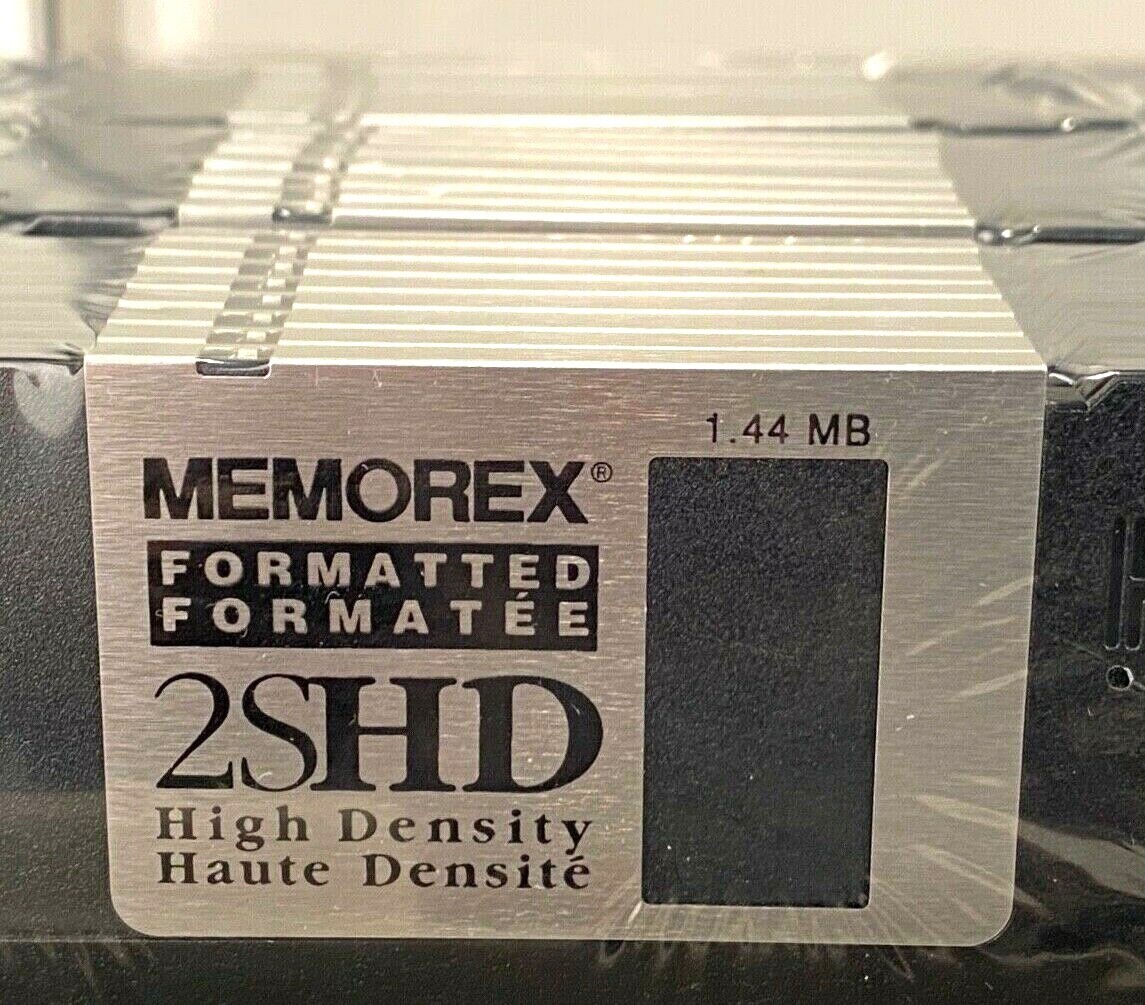 1.44 MB
MEMOREX®
FORMATTED
FORMATÉE
2SHD
High Density
Haute Densité